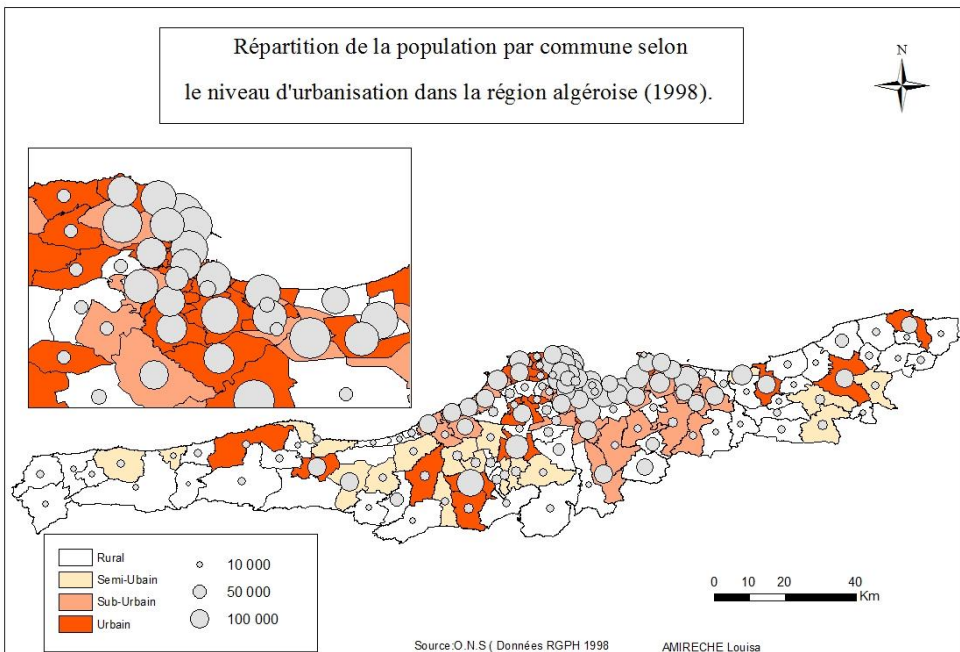 Répartition de la population par commune selon
le niveau d'urbanisation dans la région algéroise (1998).
N
Rural
Semi-Ubain
Sub-Urbain
Urbain
10 000
50 000
100 000
0 10 20 40
Km
Source:O.N.S ( Données RGPH 1998 AMIRECHE Louisa